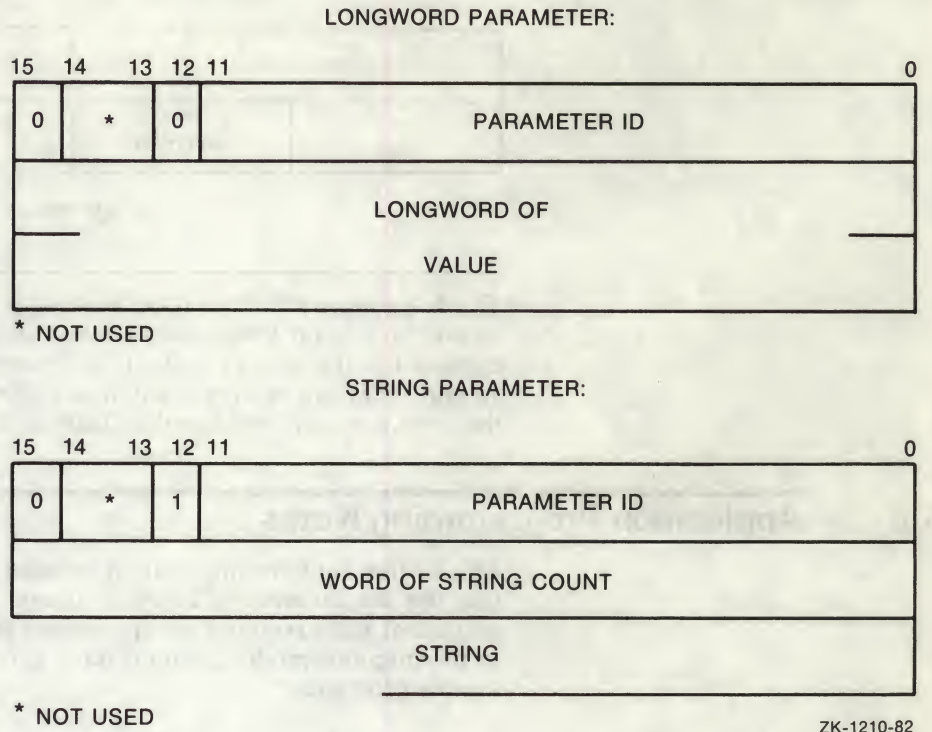 LONGWORD PARAMETER:
15 14 13 12 11 0
0 * 0 PARAMETER ID
LONGWORD OF
VALUE
* NOT USED
STRING PARAMETER:
15 14 13 12 11 0
0 * 1 PARAMETER ID
WORD OF STRING COUNT
STRING
* NOT USED
ZK-1210-82